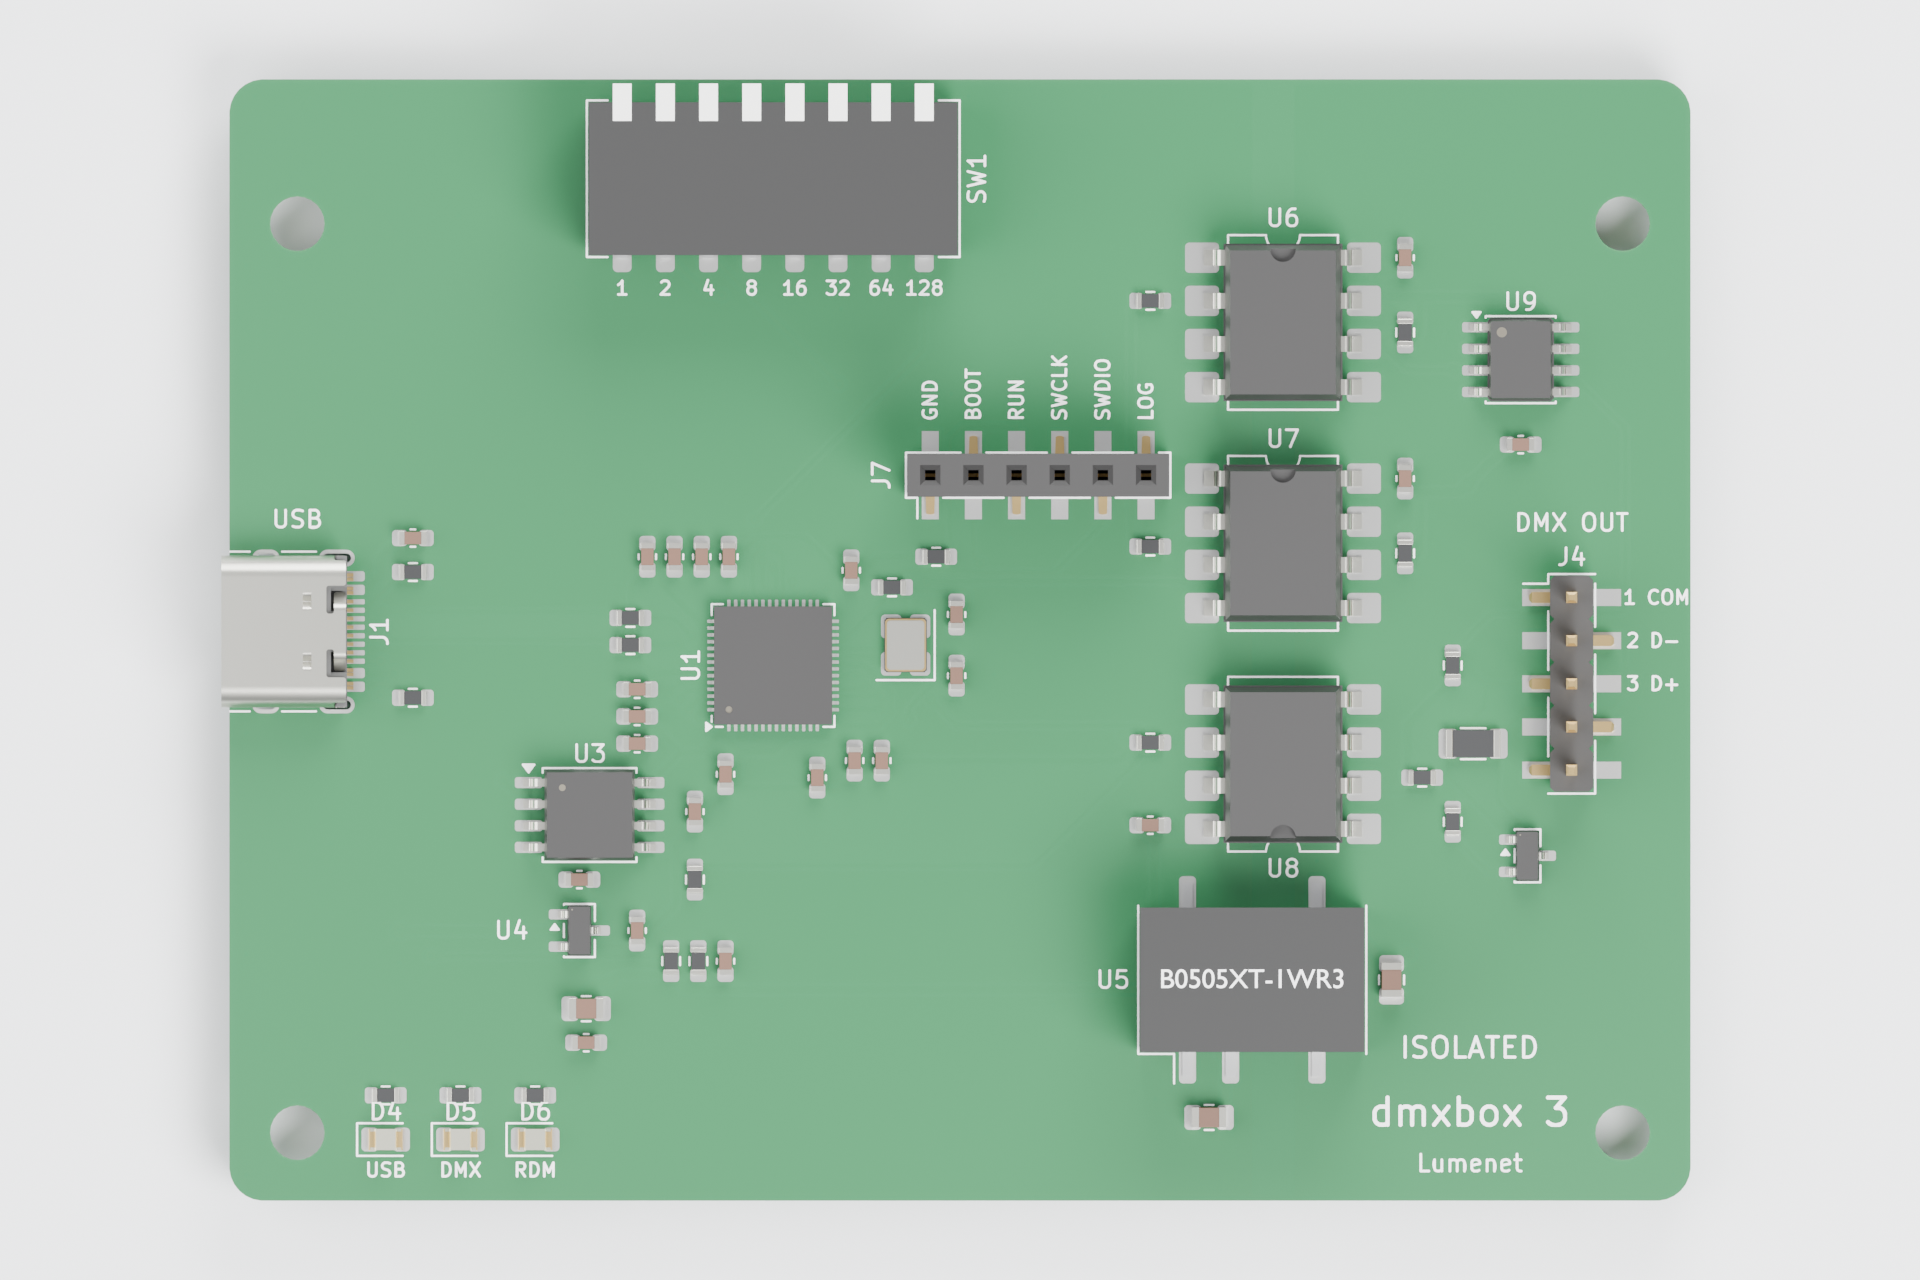 SW1
1 2 4 8 16 32 64 128
U6
U9
GND BOOT RUN SWCLK SWDIO LOG
J7
U7
USB
DMX OUT
J4
1 COM
2 D-
3 D+
J1
U1
U3
U8
U4
U5
B0505XT-1WR3
ISOLATED
dmxbox 3
Lumenet
D4 D5 D6
USB DMX RDM